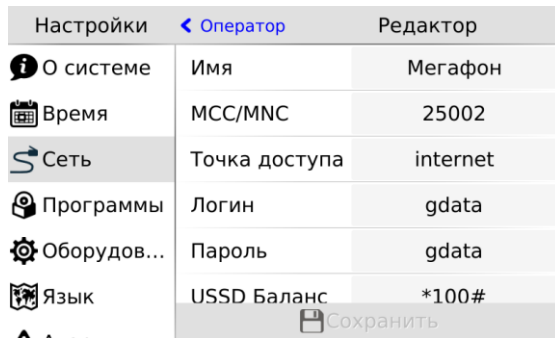 Настройки
Оператор
Редактор
О системе
Время
Сеть
Программы
Оборудов...
Язык
Имя
Мегафон
MCC/MNC
25002
Точка доступа
internet
Логин
gdata
Пароль
gdata
USSD Баланс
*100#
Сохранить